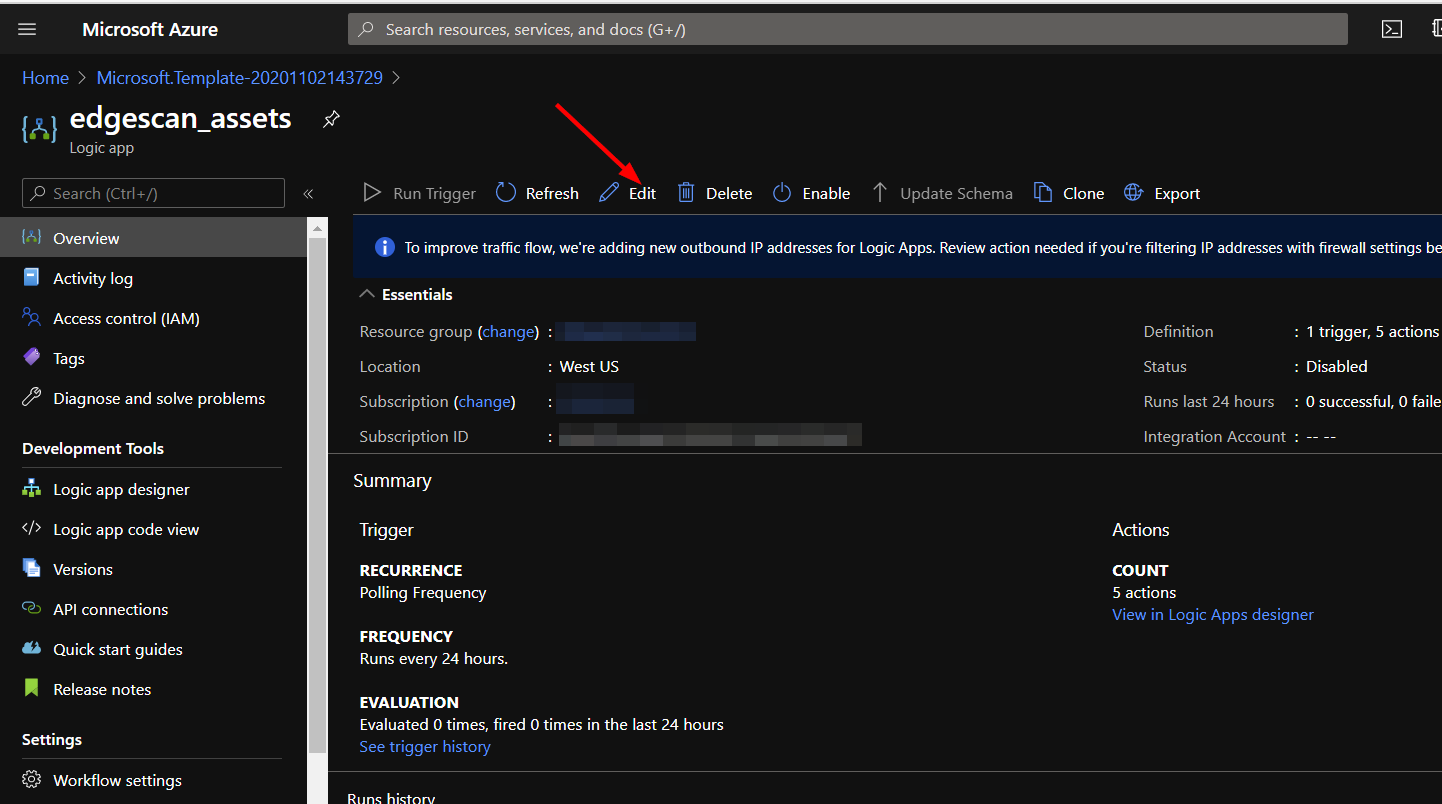 Microsoft Azure
Search resources, services, and docs (G+/)
Home > Microsoft.Template-20201102143729 >
edgescan_assets
Logic app
Search (Ctrl+/)
«
Run Trigger Refresh Edit Delete Enable Update Schema Clone Export
Overview
Activity log
Access control (IAM)
Tags
Diagnose and solve problems
Development Tools
Logic app designer
Logic app code view
Versions
API connections
Quick start guides
Release notes
Settings
Workflow settings
To improve traffic flow, we're adding new outbound IP addresses for Logic Apps. Review action needed if you're filtering IP addresses with firewall settings be
Essentials
Resource group (change) :
Location : West US
Subscription (change) :
Subscription ID :
Definition : 1 trigger, 5 actions
Status : Disabled
Runs last 24 hours : 0 successful, 0 faile
Integration Account : -- --
Summary
Trigger
RECURRENCE
Polling Frequency
FREQUENCY
Runs every 24 hours.
EVALUATION
Evaluated 0 times, fired 0 times in the last 24 hours
See trigger history
Actions
COUNT
5 actions
View in Logic Apps designer
Runs history